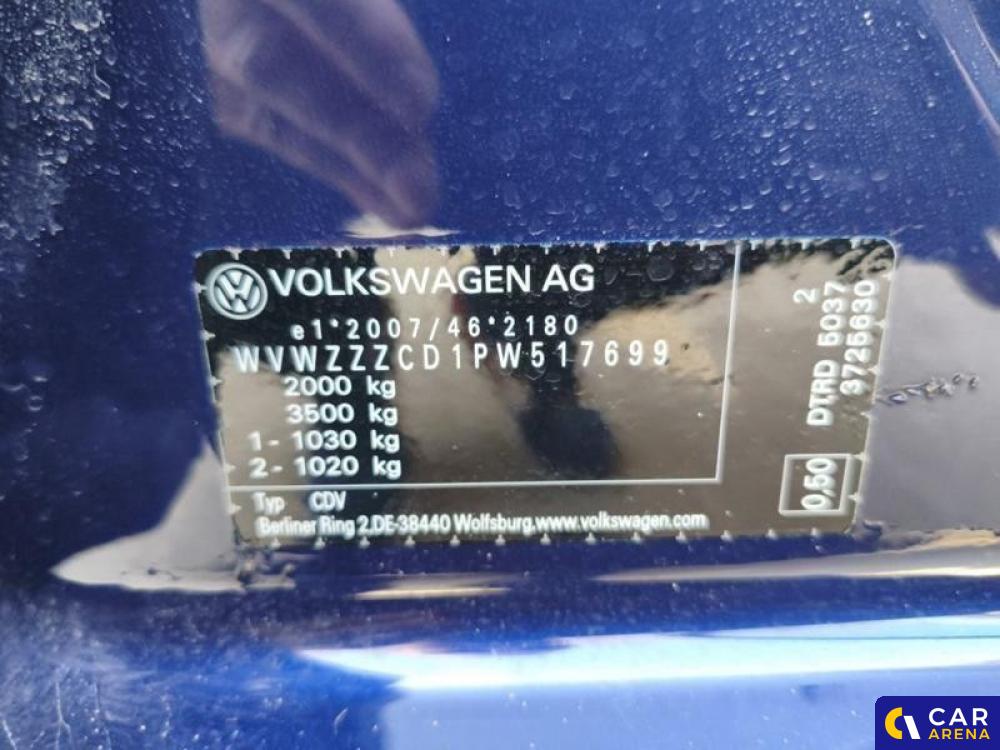 VOLKSWAGEN AG
e1*2007/46*2180
WVWZZZCD1PW517699
2000 kg
3500 kg
1- 1030 kg
2- 1020 kg
Typ CDV
Berliner Ring 2,DE-38440 Wolfsburg,www.volkswagen.com
2
DTRD 5037
3725630
0,50
CAR
ARENA